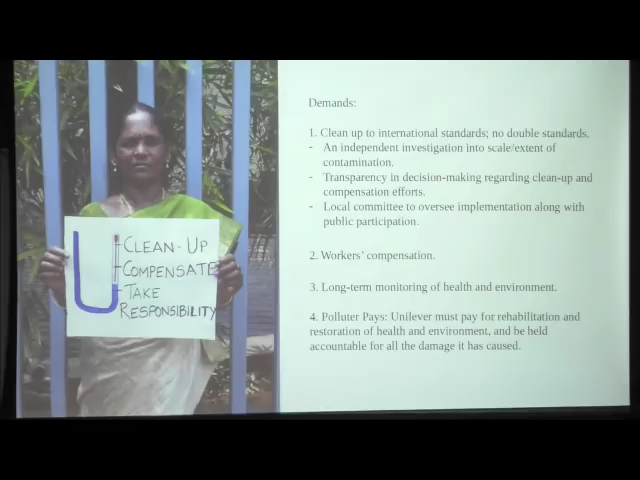 U
CLEAN-UP
COMPENSATE
TAKE
RESPONSIBILITY
Demands:
1. Clean up to international standards; no double standards.
- An independent investigation into scale/extent of
contamination.
- Transparency in decision-making regarding clean-up and
compensation efforts.
- Local committee to oversee implementation along with
public participation.
2. Workers’ compensation.
3. Long-term monitoring of health and environment.
4. Polluter Pays: Unilever must pay for rehabilitation and
restoration of health and environment, and be held
accountable for all the damage it has caused.